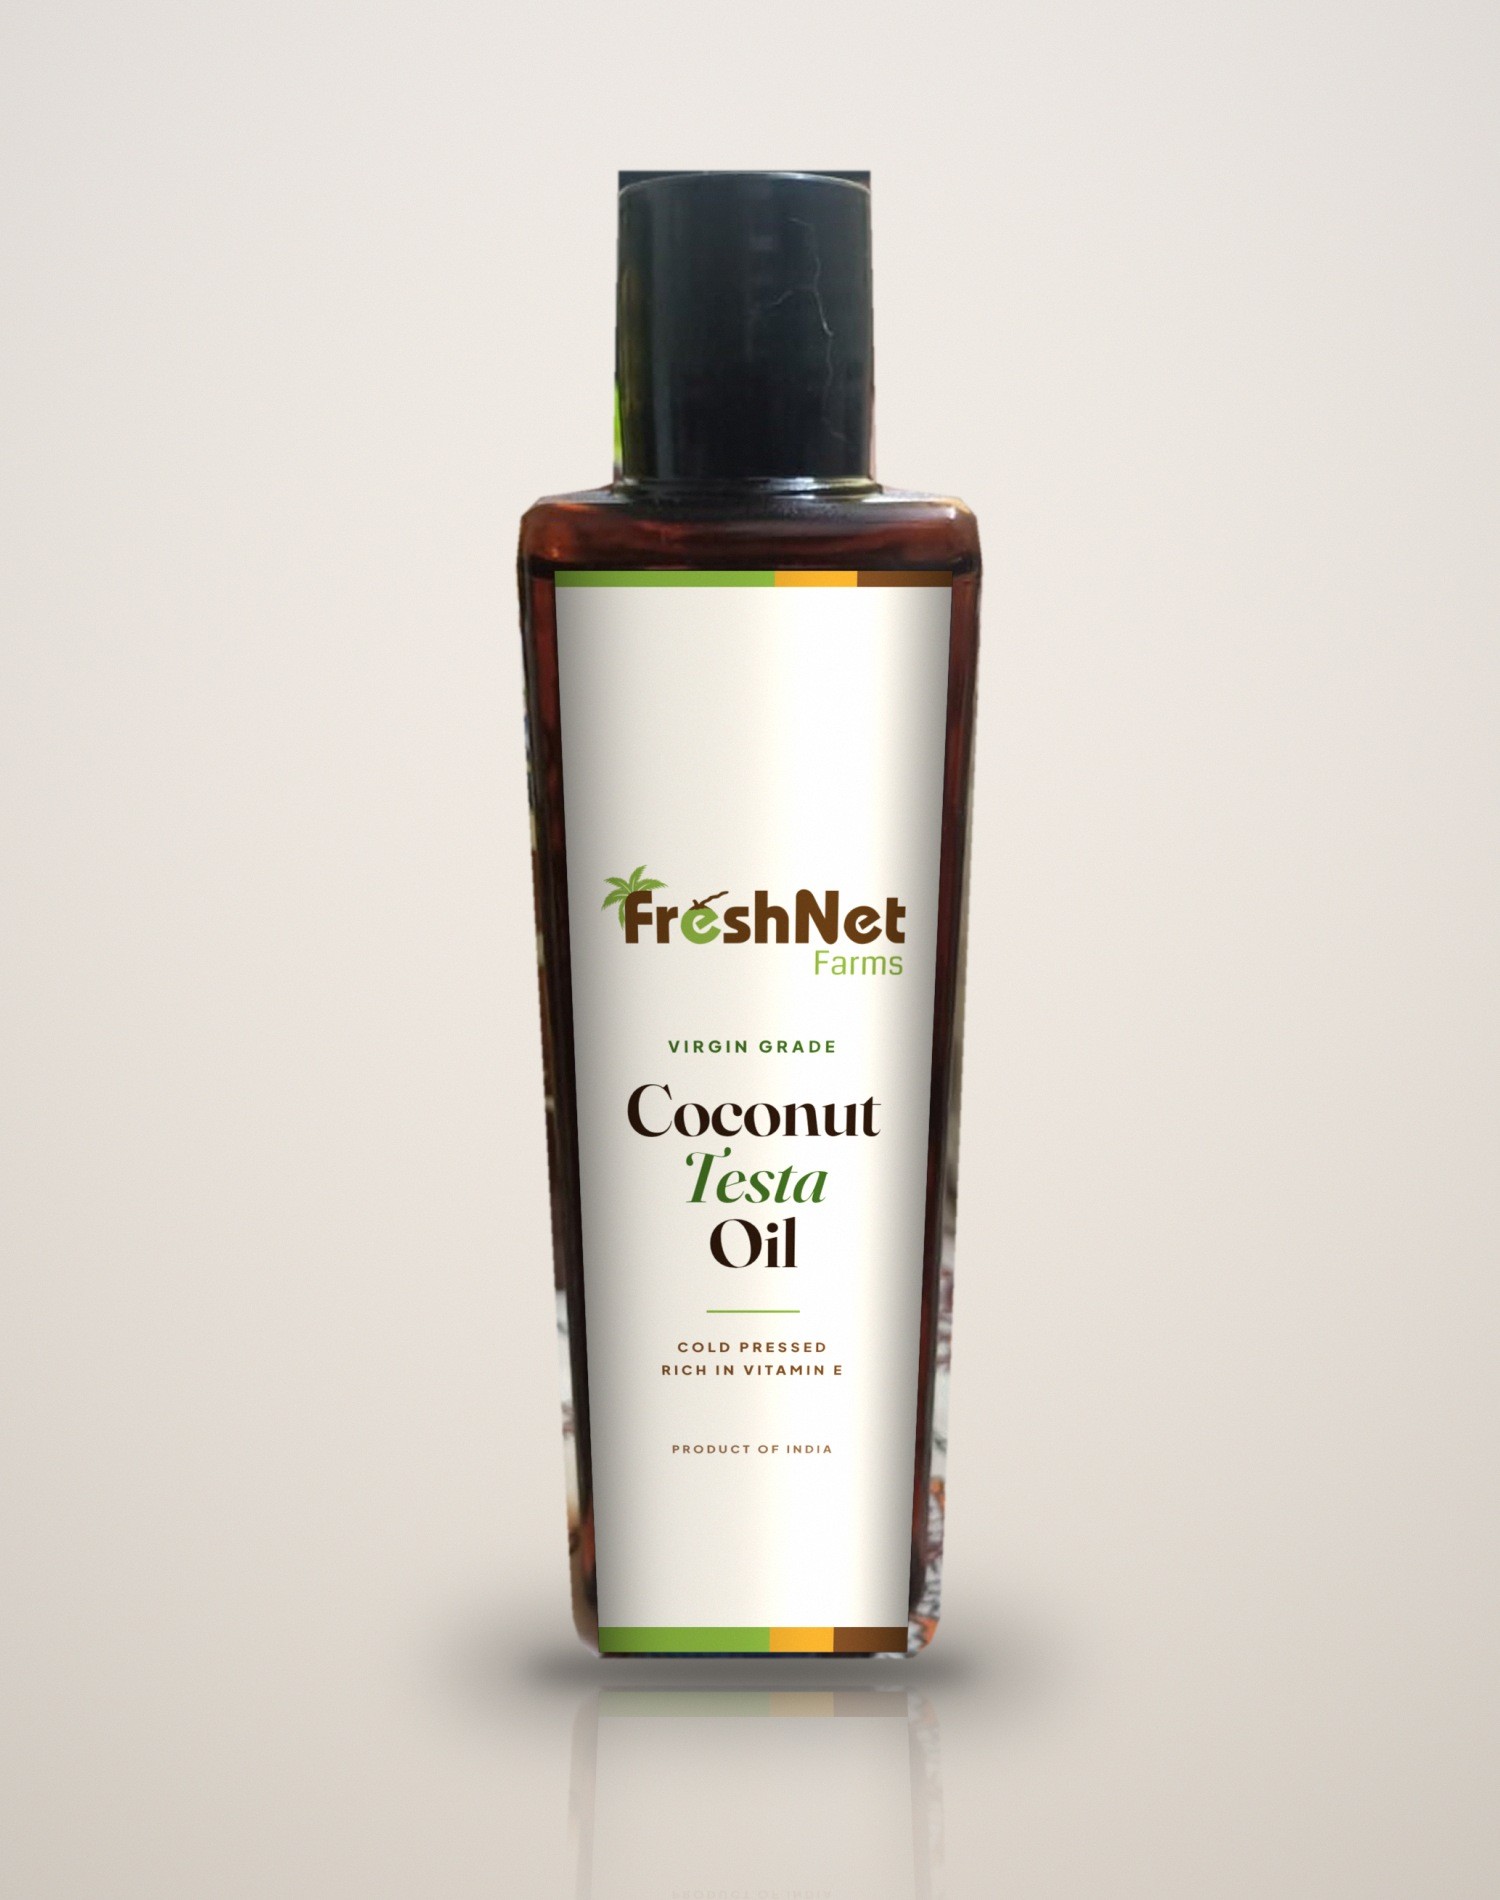 FreshNet
Farms
VIRGIN GRADE
Coconut
Testa
Oil
COLD PRESSED
RICH IN VITAMIN E
PRODUCT OF INDIA